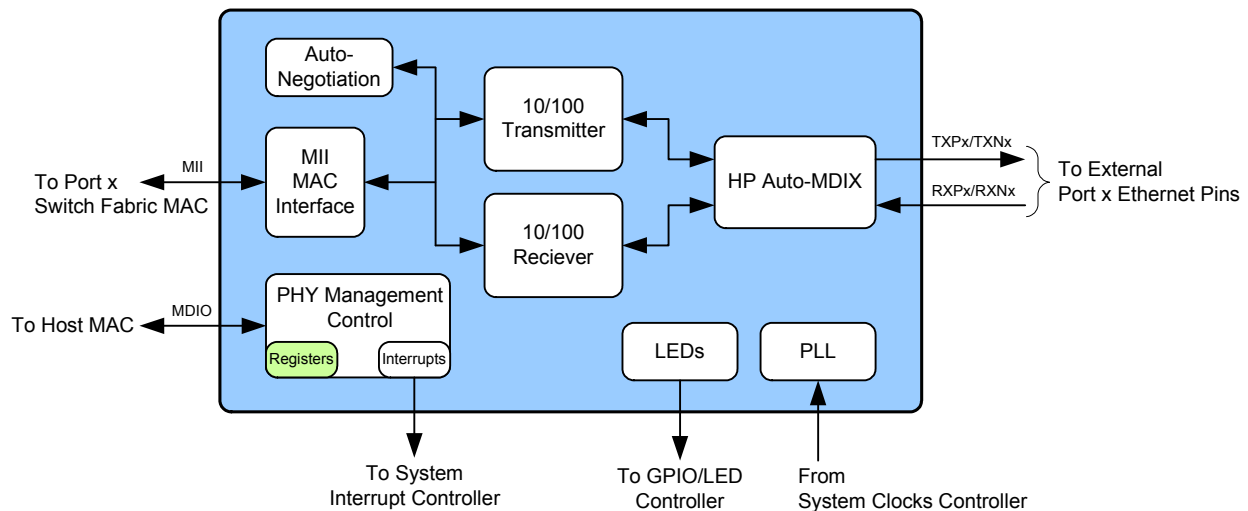 Auto-
Negotiation
10/100
Transmitter
MII
MAC
Interface
MII
To Port x
Switch Fabric MAC
HP Auto-MDIX
TXPx/TXNx
RXPx/RXNx
To External
Port x Ethernet Pins
10/100
Reciever
PHY Management
Control
Registers
Interrupts
MDIO
To Host MAC
LEDs
PLL
To System
Interrupt Controller
To GPIO/LED
Controller
From
System Clocks Controller